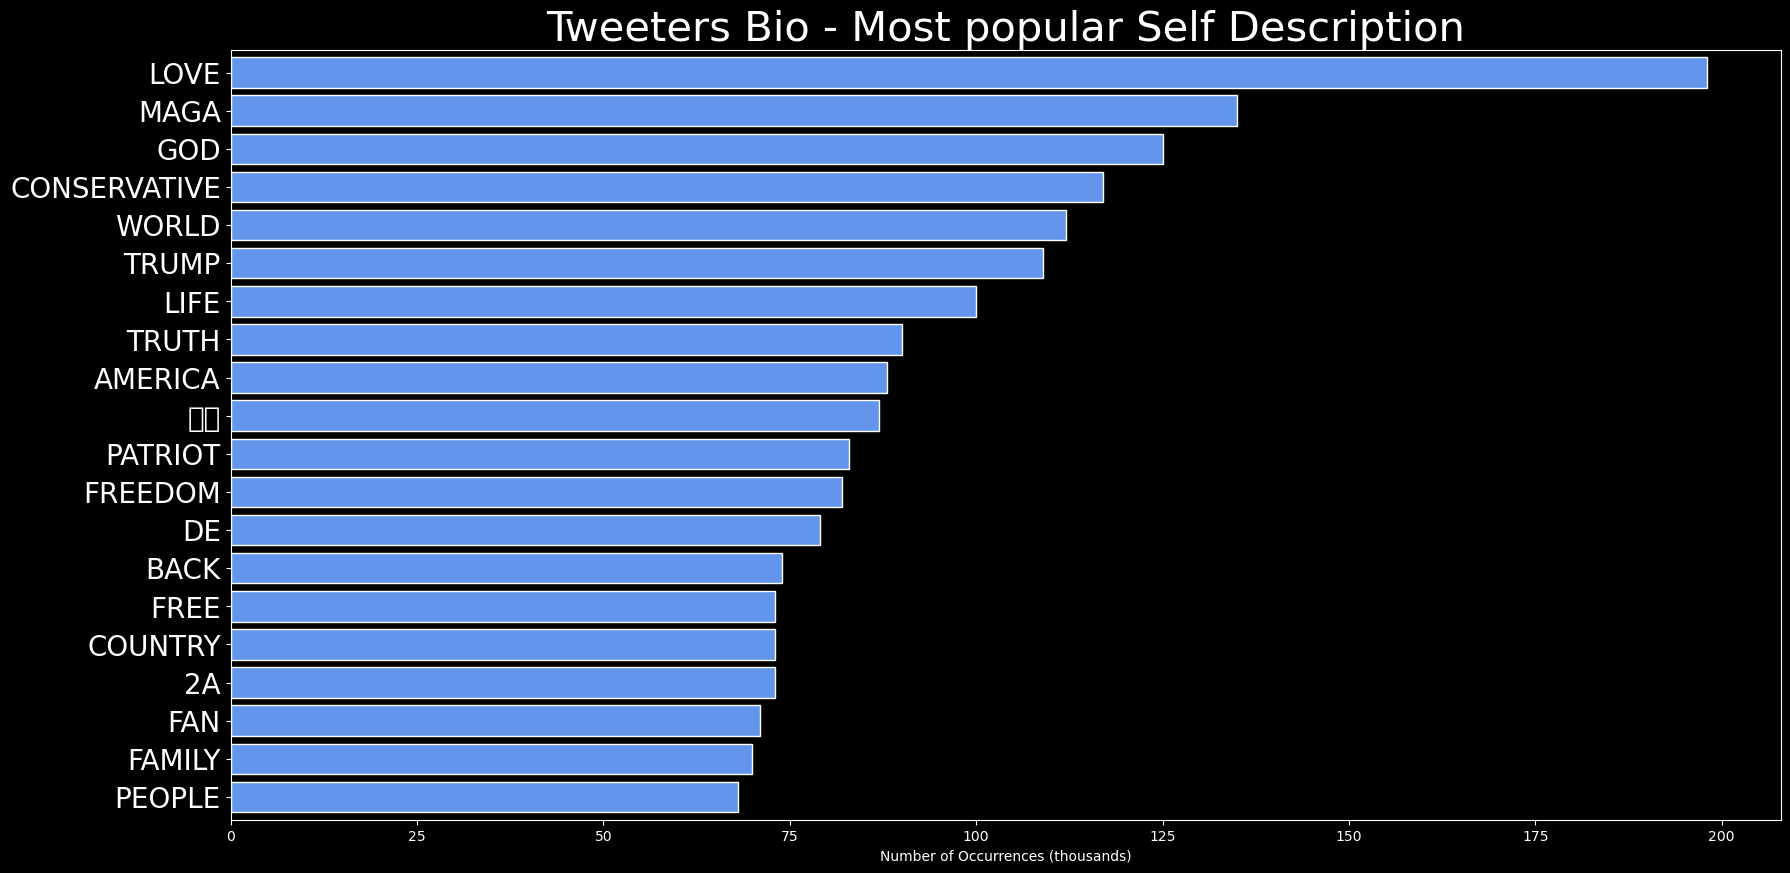 Tweeters Bio - Most popular Self Description
LOVE
MAGA
GOD
CONSERVATIVE
WORLD
TRUMP
LIFE
TRUTH
AMERICA
PATRIOT
FREEDOM
DE
BACK
FREE
COUNTRY
2A
FAN
FAMILY
PEOPLE
0 25 50 75 100 125 150 175 200
Number of Occurrences (thousands)